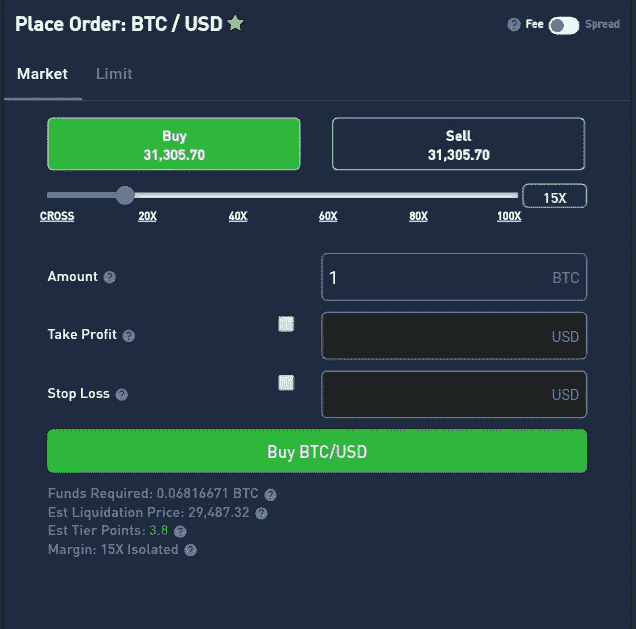 Place Order: BTC / USD
? Fee Spread
Market Limit
Buy Sell
31,305.70 31,305.70
15X
CROSS 20X 40X 60X 80X 100X
Amount ? 1 BTC
Take Profit ? USD
Stop Loss ? USD
Buy BTC/USD
Funds Required: 0.06816671 BTC ?
Est Liquidation Price: 29,487.32 ?
Est Tier Points: 3.8 ?
Margin: 15X Isolated ?